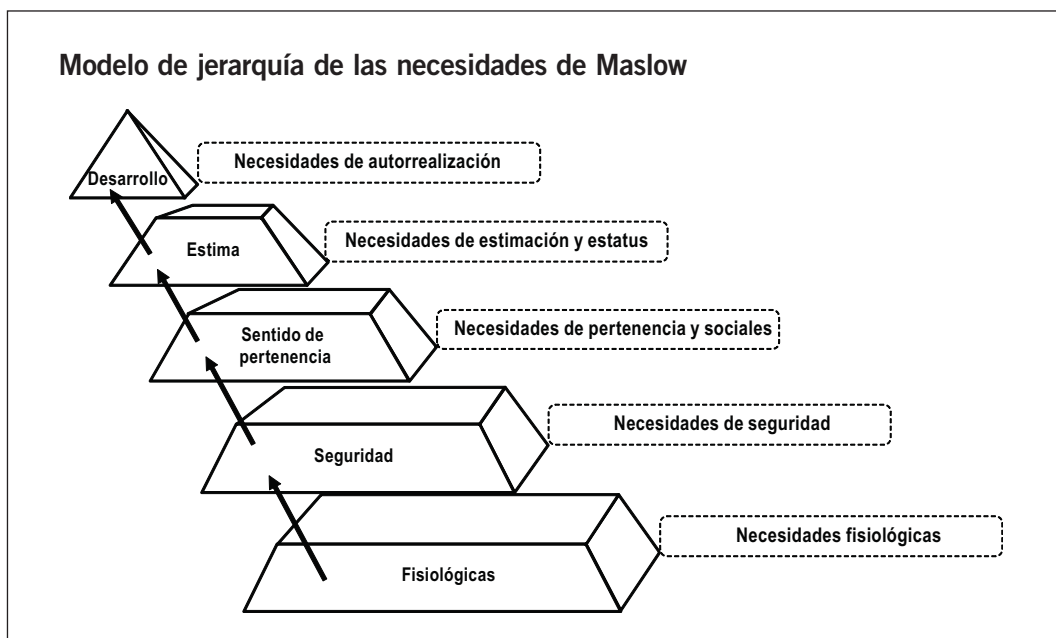 Modelo de jerarquía de las necesidades de Maslow
Desarrollo
Necesidades de autorrealización
Estima
Necesidades de estimación y estatus
Sentido de
pertenencia
Necesidades de pertenencia y sociales
Seguridad
Necesidades de seguridad
Fisiológicas
Necesidades fisiológicas